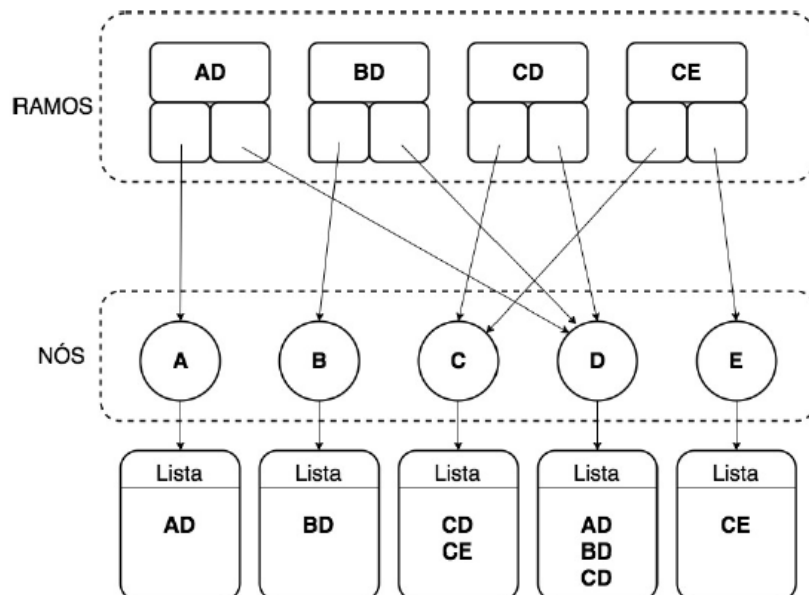 AD BD CD CE
RAMOS
NÓS
A B C D E
Lista Lista Lista Lista Lista
AD BD CD AD CE
CE BD
CD